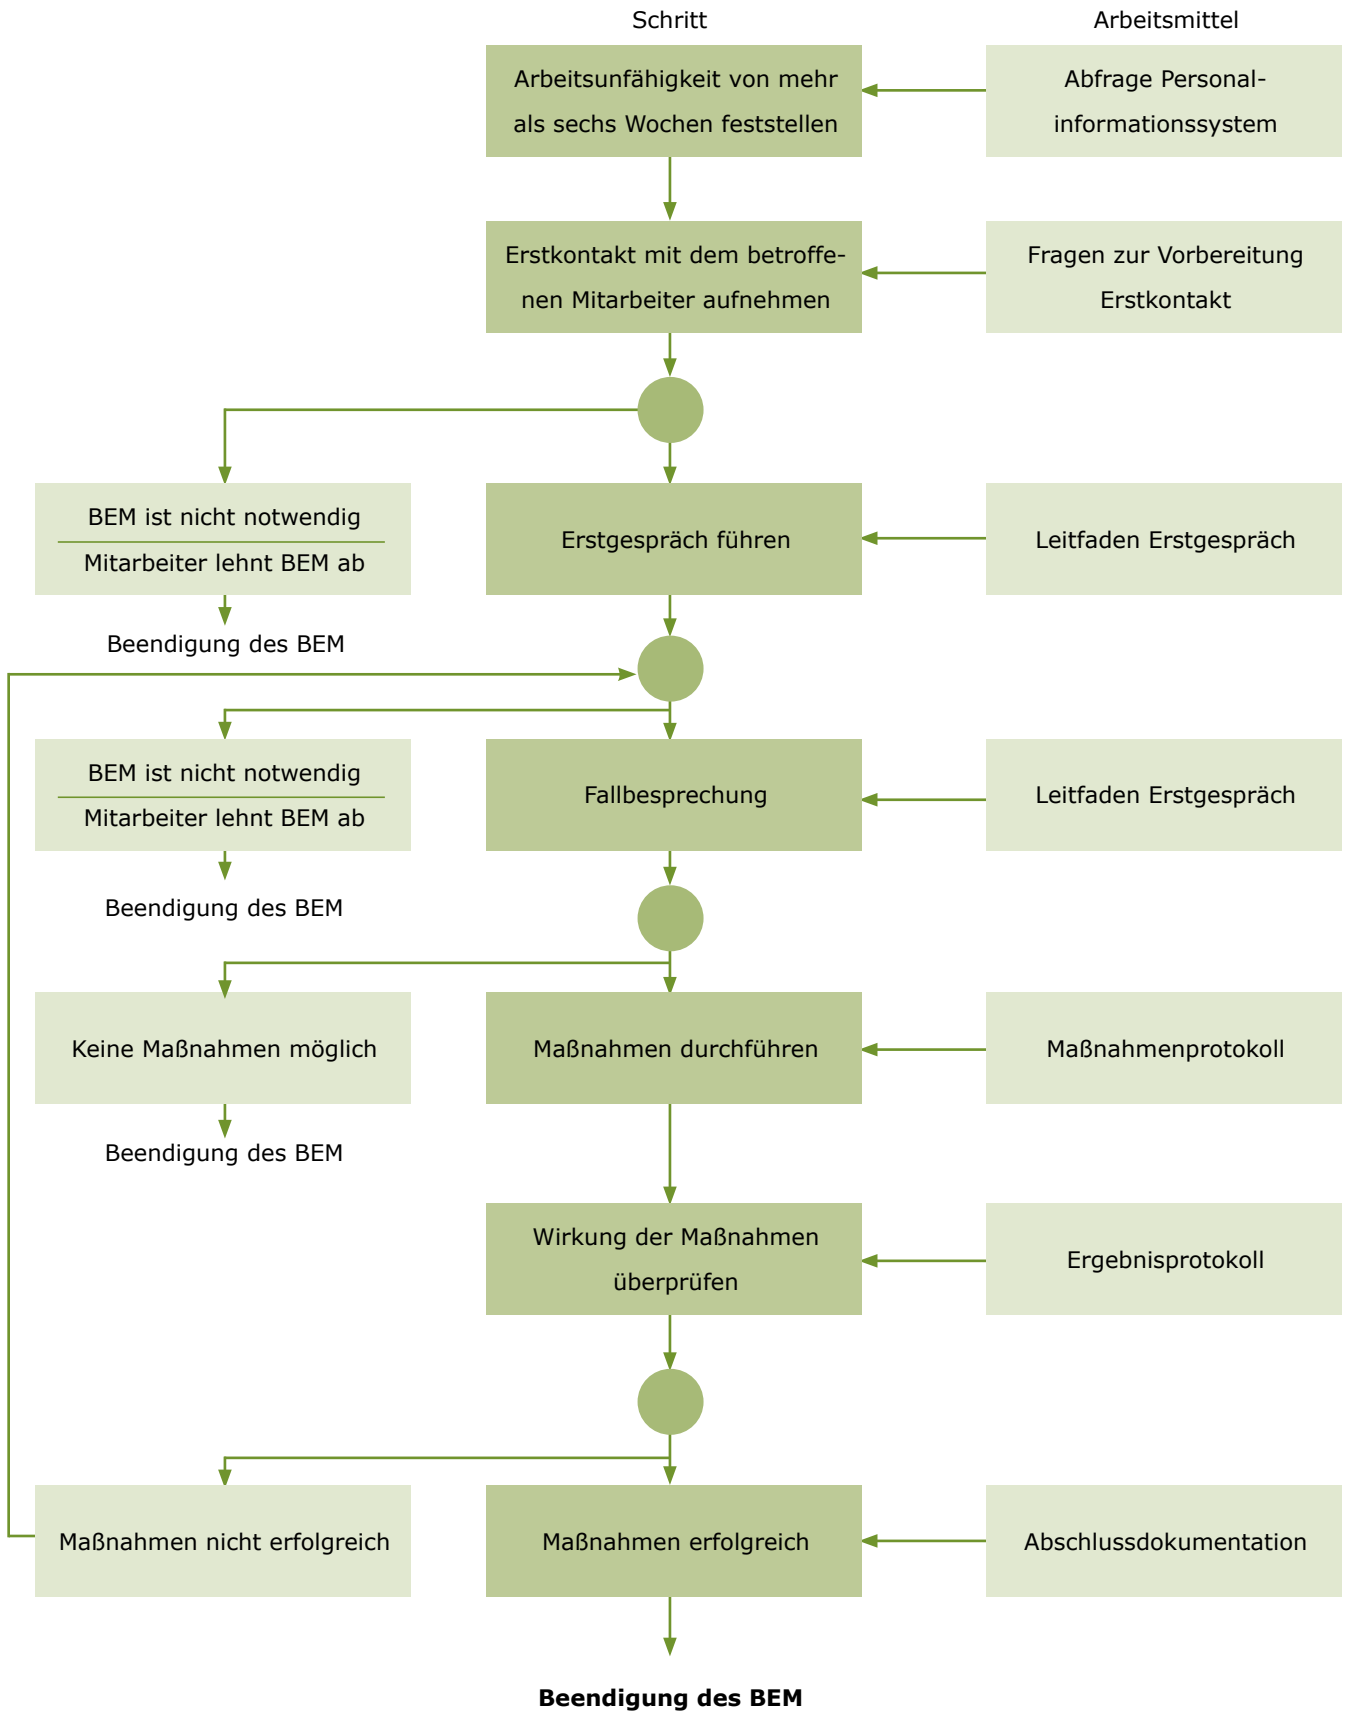 Schritt
Arbeitsmittel
Arbeitsunfähigkeit von mehr
als sechs Wochen feststellen
Abfrage Personal-
informationssystem
Erstkontakt mit dem betroffe-
nen Mitarbeiter aufnehmen
Fragen zur Vorbereitung
Erstkontakt
BEM ist nicht notwendig
Mitarbeiter lehnt BEM ab
Erstgespräch führen
Leitfaden Erstgespräch
Beendigung des BEM
BEM ist nicht notwendig
Mitarbeiter lehnt BEM ab
Fallbesprechung
Leitfaden Erstgespräch
Beendigung des BEM
Keine Maßnahmen möglich
Maßnahmen durchführen
Maßnahmenprotokoll
Beendigung des BEM
Wirkung der Maßnahmen
überprüfen
Ergebnisprotokoll
Maßnahmen nicht erfolgreich
Maßnahmen erfolgreich
Abschlussdokumentation
Beendigung des BEM